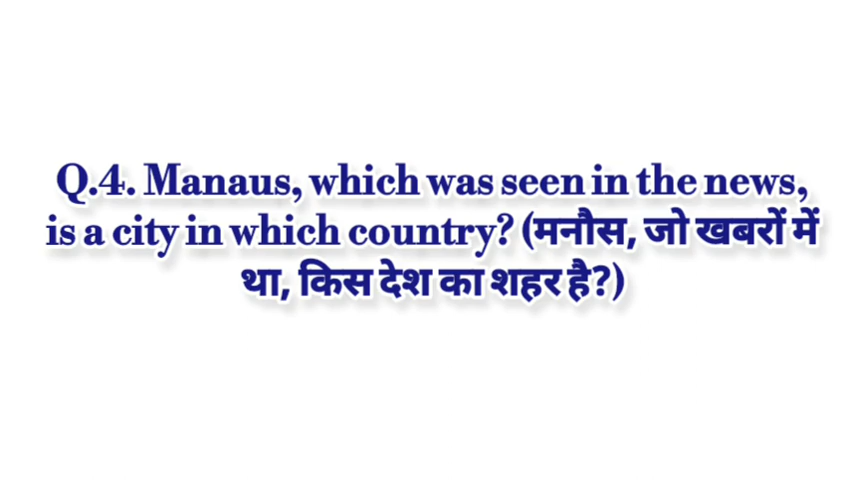 Q.4. Manaus, which was seen in the news,
is a city in which country? (मनौस, जो खबरों में
था, किस देश का शहर है?)